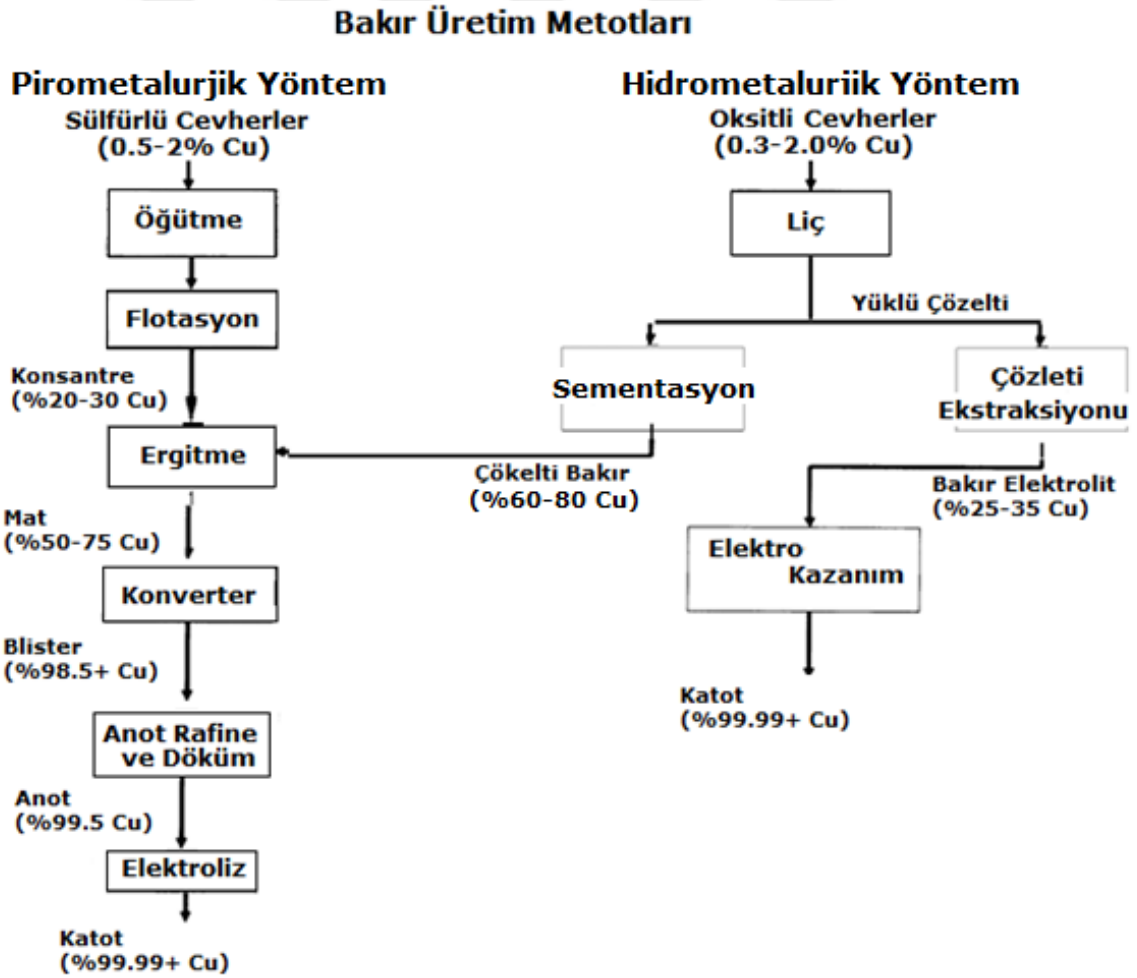 Bakır Üretim Metotları
Pirometalurjik Yöntem
Sülfürlü Cevherler
(0.5-2% Cu)
Öğütme
Flotasyon
Konsantre
(%20-30 Cu)
Ergitme
Mat
(%50-75 Cu)
Konverter
Blister
(%98.5+ Cu)
Anot Rafine
ve Döküm
Anot
(%99.5 Cu)
Elektroliz
Katot
(%99.99+ Cu)
Hidrometaluriik Yöntem
Oksitli Cevherler
(0.3-2.0% Cu)
Liç
Yüklü Çözelti
Sementasyon
Çökelti Bakır
(%60-80 Cu)
Çözleti
Ekstraksiyonu
Bakır Elektrolit
(%25-35 Cu)
Elektro
Kazanım
Katot
(%99.99+ Cu)